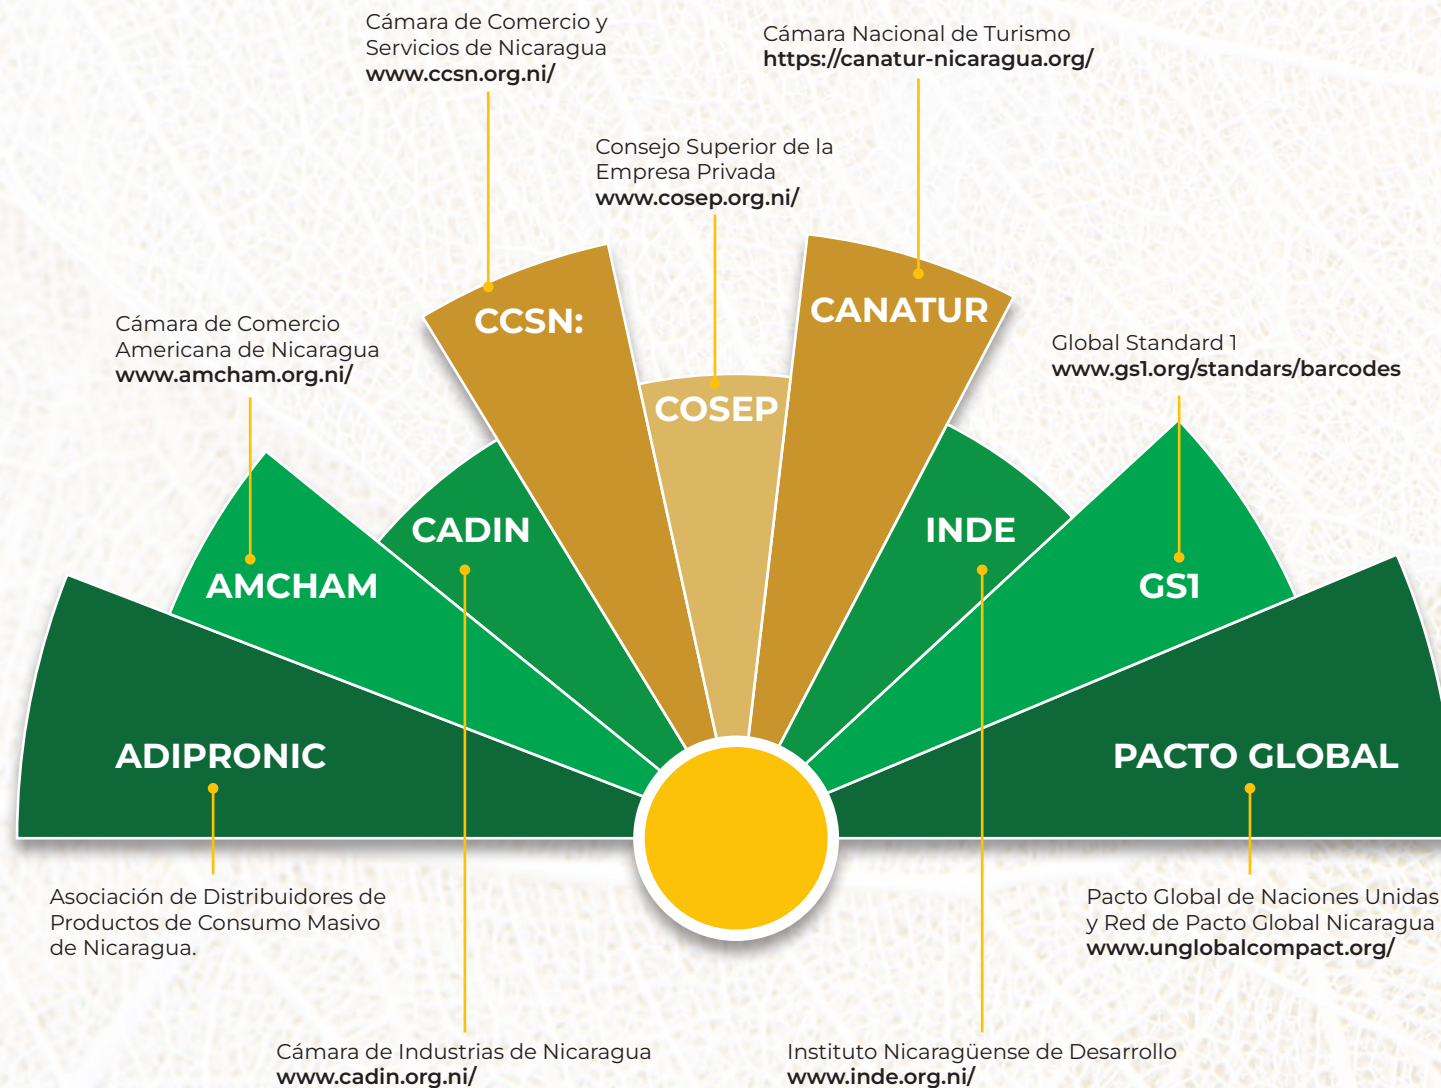 Cámara de Comercio y
Servicios de Nicaragua
www.ccsn.org.ni/
Cámara Nacional de Turismo
https://canatur-nicaragua.org/
Consejo Superior de la
Empresa Privada
www.cosep.org.ni/
Cámara de Comercio
Americana de Nicaragua
www.amcham.org.ni/
Global Standard 1
www.gs1.org/standars/barcodes
ADIPRONIC
AMCHAM
CADIN
CCSN:
COSEP
CANATUR
INDE
GS1
PACTO GLOBAL
Asociación de Distribuidores de
Productos de Consumo Masivo
de Nicaragua.
Pacto Global de Naciones Unidas
y Red de Pacto Global Nicaragua
www.unglobalcompact.org/
Cámara de Industrias de Nicaragua
www.cadin.org.ni/
Instituto Nicaragüense de Desarrollo
www.inde.org.ni/